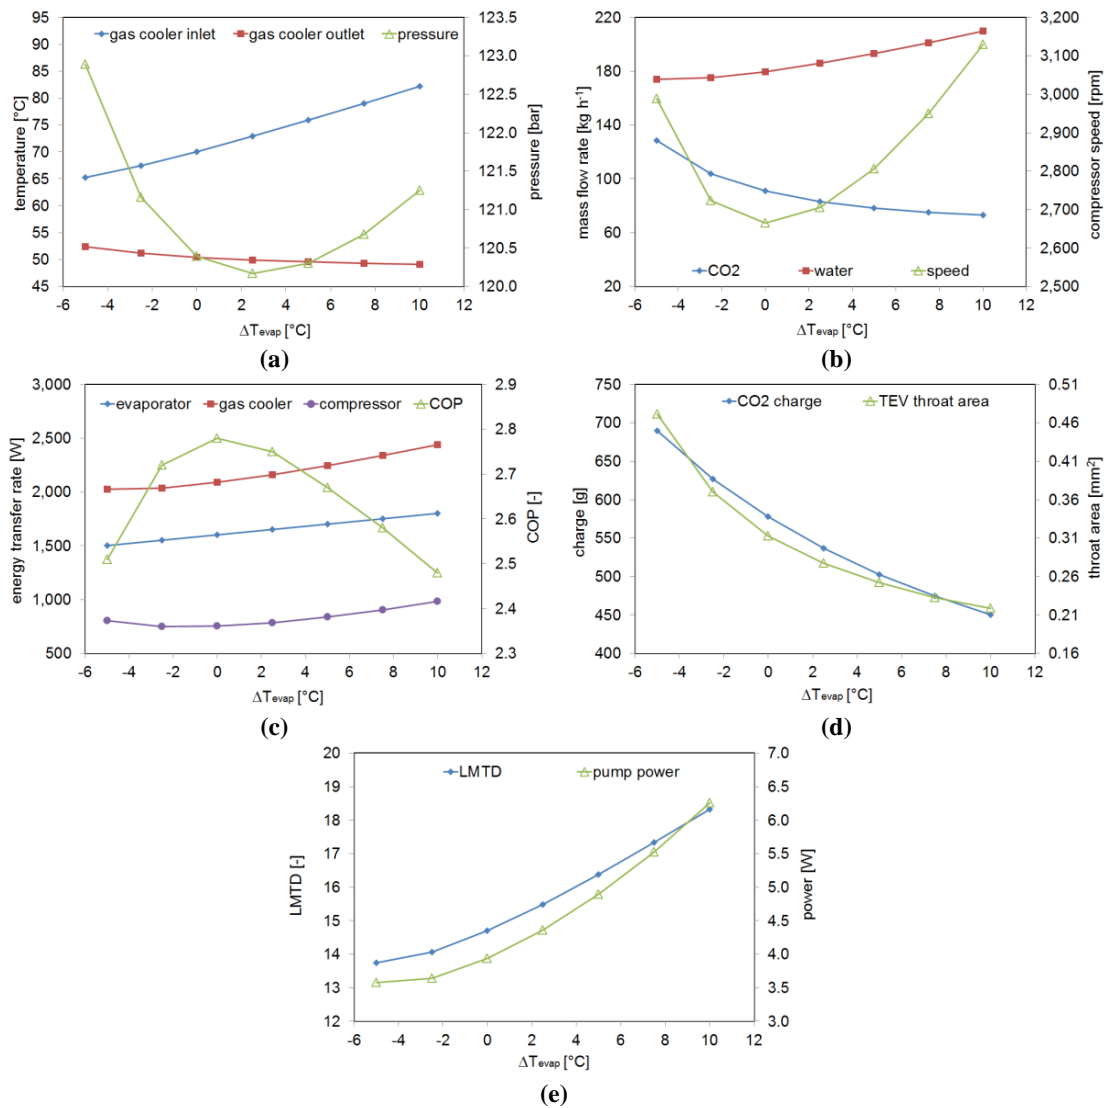 gas cooler inlet gas cooler outlet pressure
95 90 85 80 75 70 65 60 55 50 45
temperature [°C]
123.5 123.0 122.5 122.0 121.5 121.0 120.5 120.0
pressure [bar]
-6 -4 -2 0 2 4 6 8 10 12
ΔTevap [°C]
(a)
220 180 140 100 60 20
mass flow rate [kg h-1]
3,200 3,100 3,000 2,900 2,800 2,700 2,600 2,500
compressor speed [rpm]
CO2 water speed
-6 -4 -2 0 2 4 6 8 10 12
ΔTevap [°C]
(b)
evaporator gas cooler compressor COP
3,000 2,500 2,000 1,500 1,000 500
energy transfer rate [W]
2.9 2.8 2.7 2.6 2.5 2.4 2.3
COP [-]
-6 -4 -2 0 2 4 6 8 10 12
ΔTevap [°C]
(c)
CO2 charge TEV throat area
750 700 650 600 550 500 450 400
charge [g]
0.51 0.46 0.41 0.36 0.31 0.26 0.21 0.16
throat area [mm2]
-6 -4 -2 0 2 4 6 8 10 12
ΔTevap [°C]
(d)
LMTD pump power
20 19 18 17 16 15 14 13 12
LMTD [-]
7.0 6.5 6.0 5.5 5.0 4.5 4.0 3.5 3.0
power [W]
-6 -4 -2 0 2 4 6 8 10 12
ΔTevap [°C]
(e)